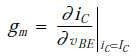 g_m = ∂i_C / ∂v_BE |_{i_C = I_C}